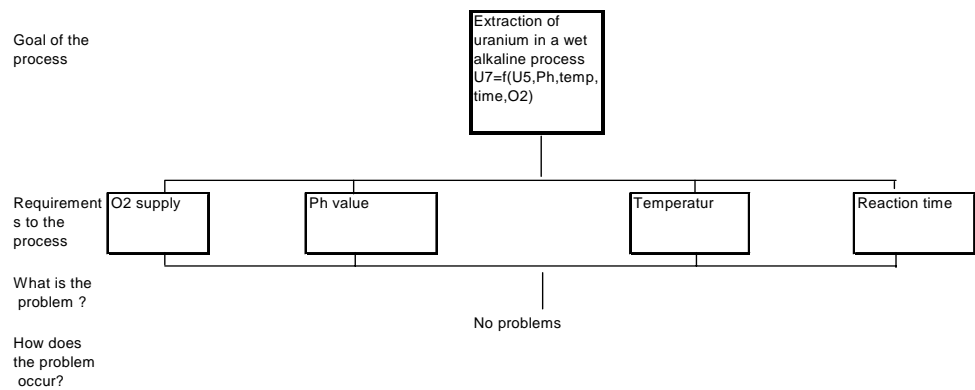 Goal of the
process
Extraction of
uranium in a wet
alkaline process
U7=f(U5,Ph,temp,
time,O2)
Requirement
s to the
process
O2 supply
Ph value
Temperatur
Reaction time
What is the
problem ?
No problems
How does
the problem
occur?